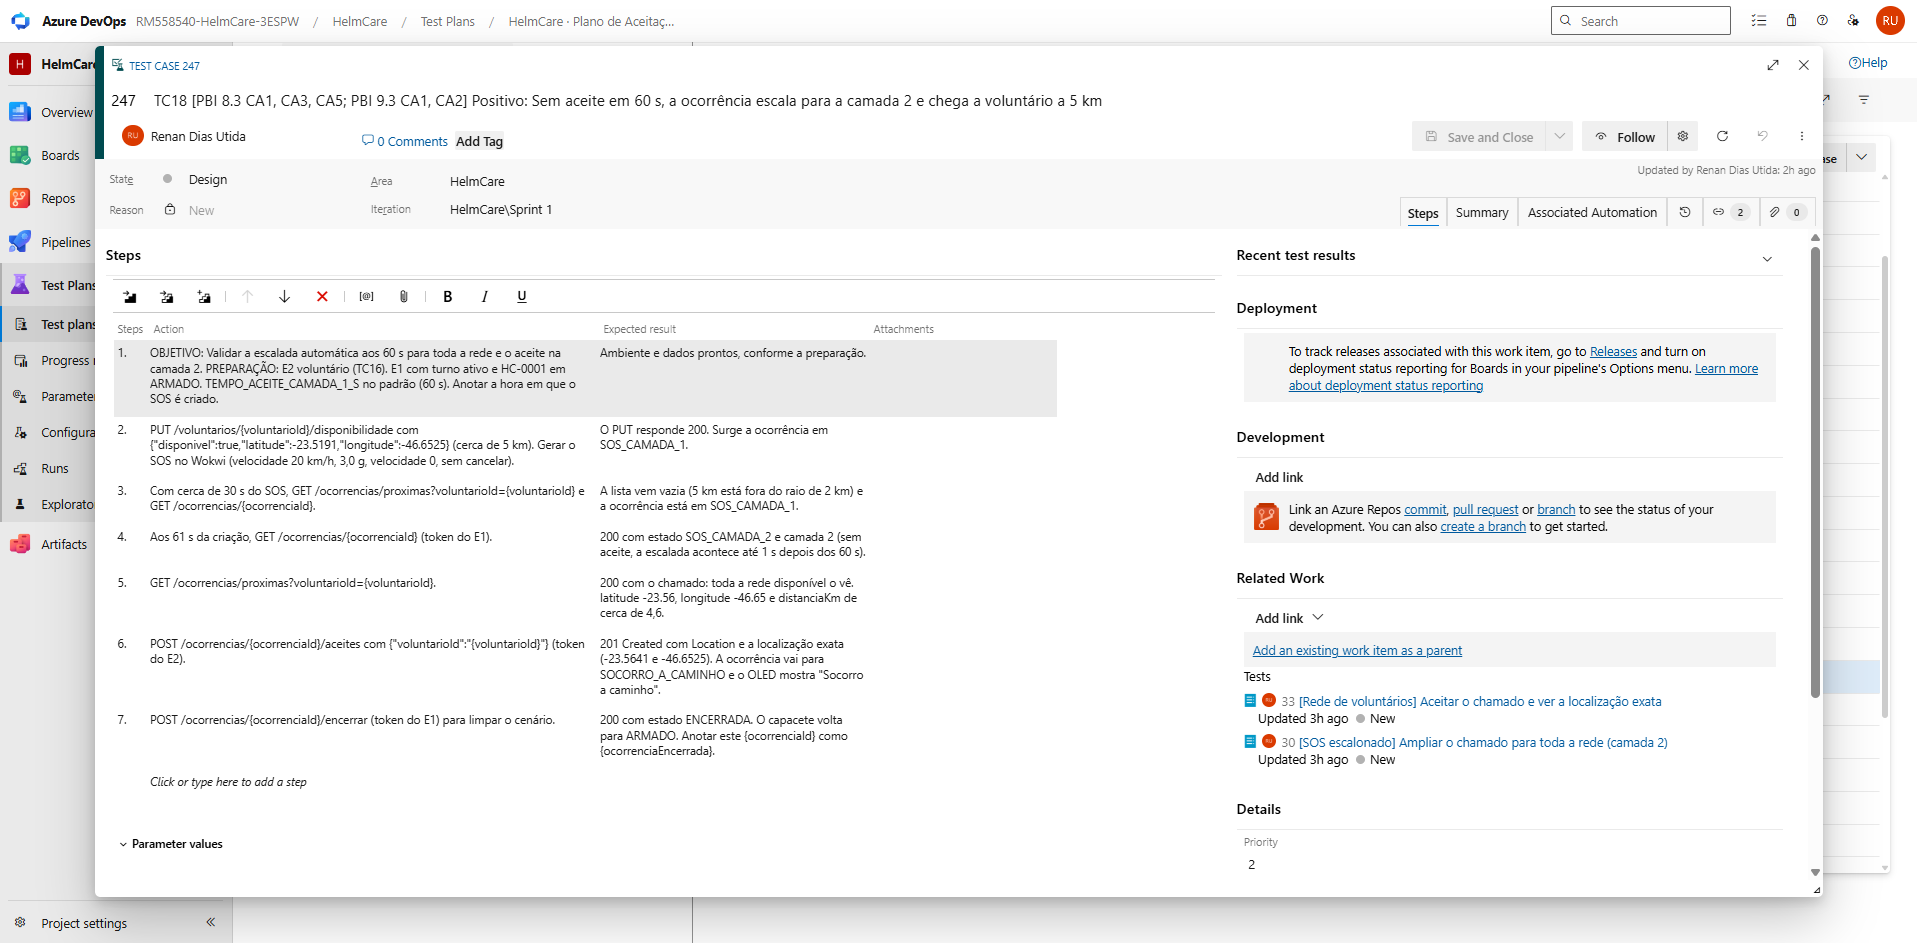 Azure DevOps RM558540-HelmCare-3ESPW / HelmCare / Test Plans / HelmCare · Plano de Aceitaç...
Search
RU
H HelmCare
Help
Overview
Boards
Repos
Pipelines
Test Plans
Test plans
Progress r
Paramete
Configura
Runs
Explorato
Artifacts
Project settings
TEST CASE 247
247 TC18 [PBI 8.3 CA1, CA3, CA5; PBI 9.3 CA1, CA2] Positivo: Sem aceite em 60 s, a ocorrência escala para a camada 2 e chega a voluntário a 5 km
RU Renan Dias Utida
0 Comments Add Tag
Save and Close
Follow
State Design
Area HelmCare
Updated by Renan Dias Utida: 2h ago
Reason New
Iteration HelmCare\Sprint 1
Steps Summary Associated Automation 2 0
Steps
B I U
Steps Action Expected result Attachments
1. OBJETIVO: Validar a escalada automática aos 60 s para toda a rede e o aceite na
camada 2. PREPARAÇÃO: E2 voluntário (TC16). E1 com turno ativo e HC-0001 em
ARMADO. TEMPO_ACEITE_CAMADA_1_S no padrão (60 s). Anotar a hora em que o
SOS é criado.
Ambiente e dados prontos, conforme a preparação.
2. PUT /voluntarios/{voluntarioId}/disponibilidade com
{"disponivel":true,"latitude":-23.5191,"longitude":-46.6525} (cerca de 5 km). Gerar o
SOS no Wokwi (velocidade 20 km/h, 3,0 g, velocidade 0, sem cancelar).
O PUT responde 200. Surge a ocorrência em
SOS_CAMADA_1.
3. Com cerca de 30 s do SOS, GET /ocorrencias/proximas?voluntarioId={voluntarioId} e
GET /ocorrencias/{ocorrenciaId}.
A lista vem vazia (5 km está fora do raio de 2 km) e
a ocorrência está em SOS_CAMADA_1.
4. Aos 61 s da criação, GET /ocorrencias/{ocorrenciaId} (token do E1).
200 com estado SOS_CAMADA_2 e camada 2 (sem
aceite, a escalada acontece até 1 s depois dos 60 s).
5. GET /ocorrencias/proximas?voluntarioId={voluntarioId}.
200 com o chamado: toda a rede disponível o vê.
latitude -23.56, longitude -46.65 e distanciaKm de
cerca de 4,6.
6. POST /ocorrencias/{ocorrenciaId}/aceites com {"voluntarioId":"{voluntarioId}"} (token
do E2).
201 Created com Location e a localização exata
(-23.5641 e -46.6525). A ocorrência vai para
SOCORRO_A_CAMINHO e o OLED mostra "Socorro
a caminho".
7. POST /ocorrencias/{ocorrenciaId}/encerrar (token do E1) para limpar o cenário.
200 com estado ENCERRADA. O capacete volta
para ARMADO. Anotar este {ocorrenciaId} como
{ocorrenciaEncerrada}.
Click or type here to add a step
Parameter values
Recent test results
Deployment
To track releases associated with this work item, go to Releases and turn on
deployment status reporting for Boards in your pipeline's Options menu. Learn more
about deployment status reporting
Development
Add link
Link an Azure Repos commit, pull request or branch to see the status of your
development. You can also create a branch to get started.
Related Work
Add link
Add an existing work item as a parent
Tests
33 [Rede de voluntários] Aceitar o chamado e ver a localização exata
Updated 3h ago New
30 [SOS escalonado] Ampliar o chamado para toda a rede (camada 2)
Updated 3h ago New
Details
Priority
2